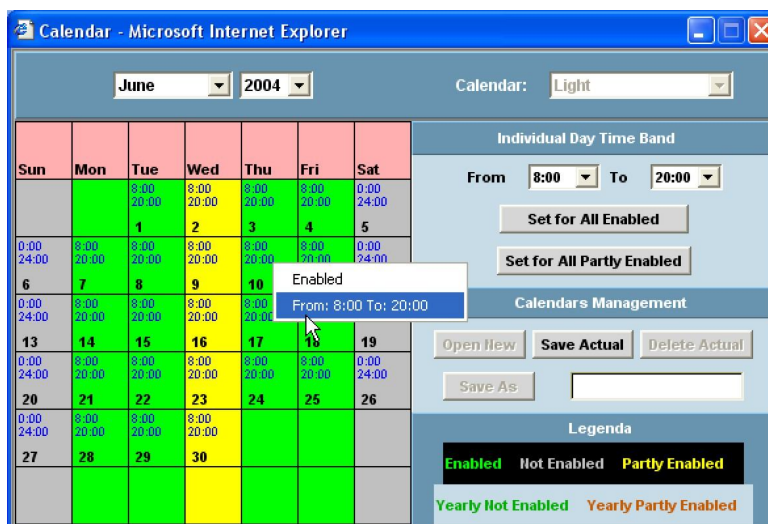 Calendar - Microsoft Internet Explorer
June 2004 Calendar: Light
Sun Mon Tue Wed Thu Fri Sat
8:00 8:00 8:00 8:00 0:00
20:00 20:00 20:00 20:00 24:00
1 2 3 4 5
0:00 8:00 8:00 8:00 8:00 8:00 0:00
24:00 20:00 20:00 20:00 20:00 20:00 24:00
6 7 8 9 10
0:00 8:00 8:00 8:00 8:00
24:00 20:00 20:00 20:00
13 14 15 16 17 18 19
0:00 8:00 8:00 8:00 8:00 8:00 0:00
24:00 20:00 20:00 20:00 20:00 20:00 24:00
20 21 22 23 24 25 26
0:00 8:00 8:00 8:00
24:00 20:00 20:00 20:00
27 28 29 30
Enabled
From: 8:00 To: 20:00
Individual Day Time Band
From 8:00 To 20:00
Set for All Enabled
Set for All Partly Enabled
Calendars Management
Open New Save Actual Delete Actual
Save As
Legenda
Enabled Not Enabled Partly Enabled
Yearly Not Enabled Yearly Partly Enabled